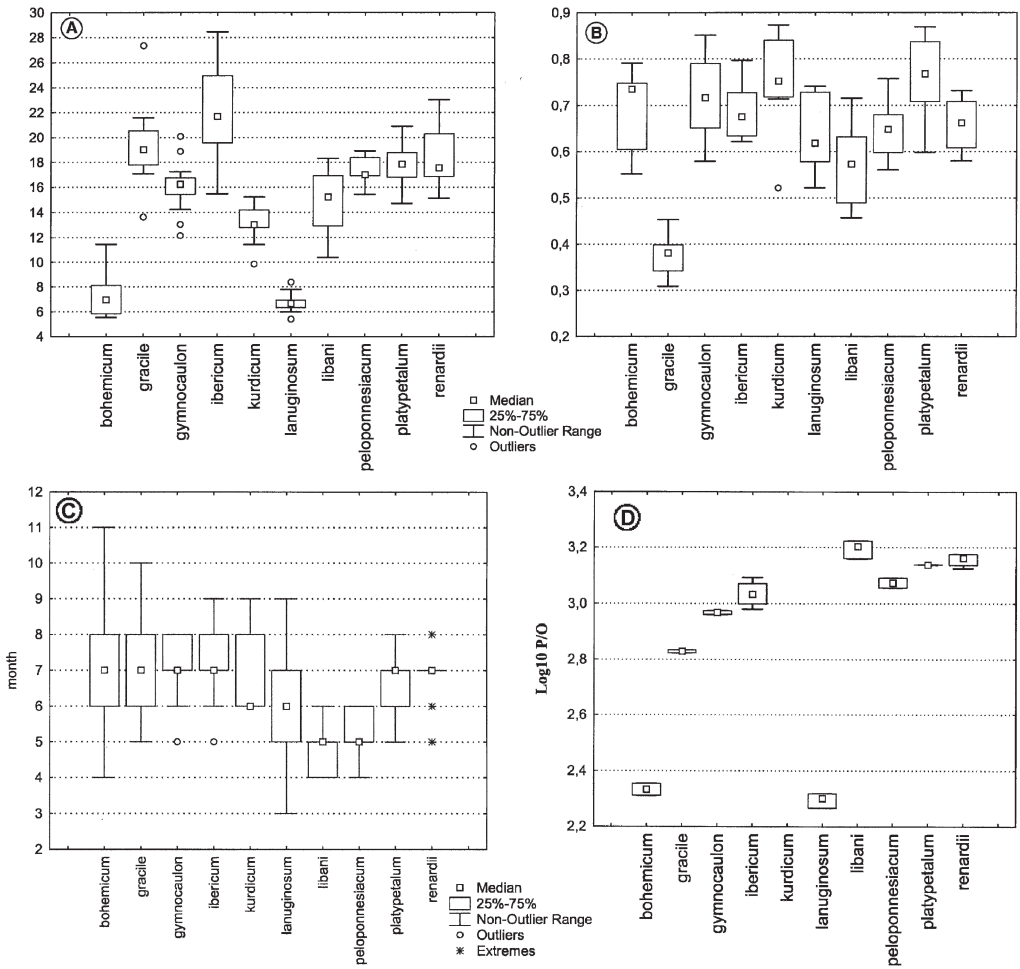 A
30
28
26
24
22
20
18
16
14
12
10
8
6
4
bohemicum
gracile
gymnocaulon
ibericum
kurdicum
lanuginosum
libani
peloponnesiacum
platypetalum
renardii
B
0,9
0,8
0,7
0,6
0,5
0,4
0,3
0,2
bohemicum
gracile
gymnocaulon
ibericum
kurdicum
lanuginosum
libani
peloponnesiacum
platypetalum
renardii
Median
25%-75%
Non-Outlier Range
Outliers
C
month
12
11
10
9
8
7
6
5
4
3
2
bohemicum
gracile
gymnocaulon
ibericum
kurdicum
lanuginosum
libani
peloponnesiacum
platypetalum
renardii
Median
25%-75%
Non-Outlier Range
Outliers
Extremes
D
Log10 P/O
3,4
3,2
3,0
2,8
2,6
2,4
2,2
bohemicum
gracile
gymnocaulon
ibericum
kurdicum
lanuginosum
libani
peloponnesiacum
platypetalum
renardii